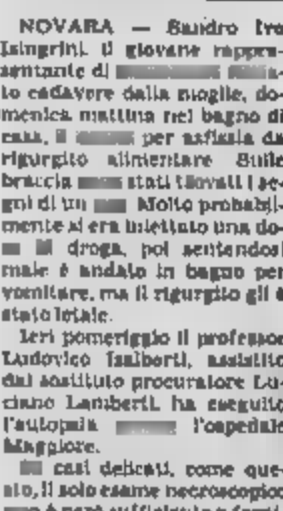 NOVARA — Sandro Ivo
Isingrini, il giovane rappre-
sentante di
to cadavere dalla moglie, do-
menica mattina nel bagno di
casa, è per asfissia da
rigurgito alimentare Sulle
braccia stati trovati i se-
gni di un Molto probabil-
mente si era iniettato una do-
droga, poi sentendosi
male è andato in bagno per
vomitare, ma il rigurgito gli è
stato letale.
Ieri pomeriggio il professor
Ludovico assistito
dal sostituto procuratore Lu-
ciano Lamberti, ha eseguito
l'autopsia l'ospedale
Maggiore.
casi delicati, come que-
sto, il solo esame necroscopico